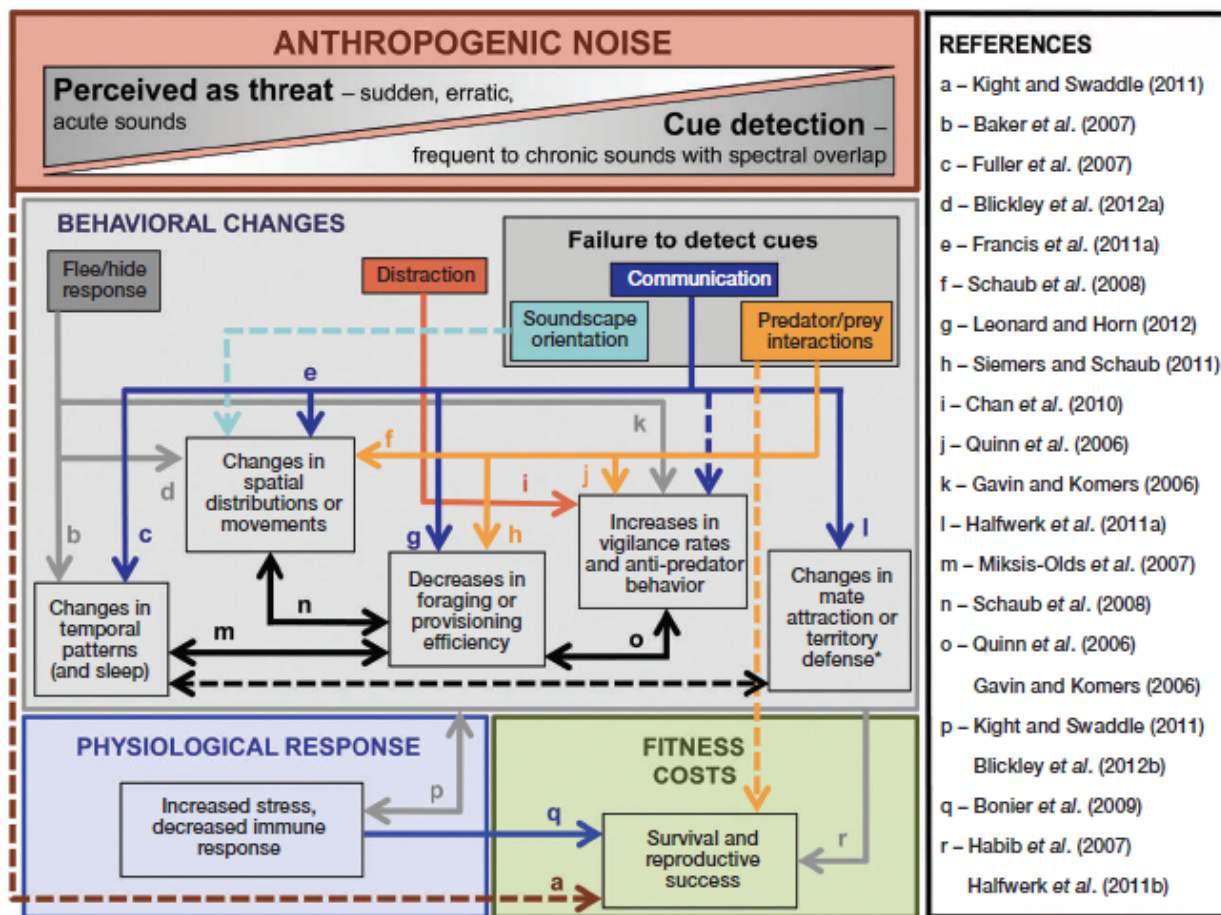 ANTHROPOGENIC NOISE
Perceived as threat – sudden, erratic,
acute sounds
Cue detection –
frequent to chronic sounds with spectral overlap
BEHAVIORAL CHANGES
Flee/hide
response
Distraction
Failure to detect cues
Communication
Soundscape
orientation
Predator/prey
interactions
e
k
f
d
j
i
b
c
g
h
l
Changes in
spatial
distributions or
movements
Increases in
vigilance rates
and anti-predator
behavior
Decreases in
foraging or
provisioning
efficiency
Changes in
mate
attraction or
territory
defense*
Changes in
temporal
patterns
(and sleep)
n
m
o
PHYSIOLOGICAL RESPONSE
Increased stress,
decreased immune
response
p
q
a
FITNESS
COSTS
Survival and
reproductive
success
r
REFERENCES
a – Kight and Swaddle (2011)
b – Baker et al. (2007)
c – Fuller et al. (2007)
d – Blickley et al. (2012a)
e – Francis et al. (2011a)
f – Schaub et al. (2008)
g – Leonard and Horn (2012)
h – Siemers and Schaub (2011)
i – Chan et al. (2010)
j – Quinn et al. (2006)
k – Gavin and Komers (2006)
l – Halfwerk et al. (2011a)
m – Miksis-Olds et al. (2007)
n – Schaub et al. (2008)
o – Quinn et al. (2006)
Gavin and Komers (2006)
p – Kight and Swaddle (2011)
Blickley et al. (2012b)
q – Bonier et al. (2009)
r – Habib et al. (2007)
Halfwerk et al. (2011b)